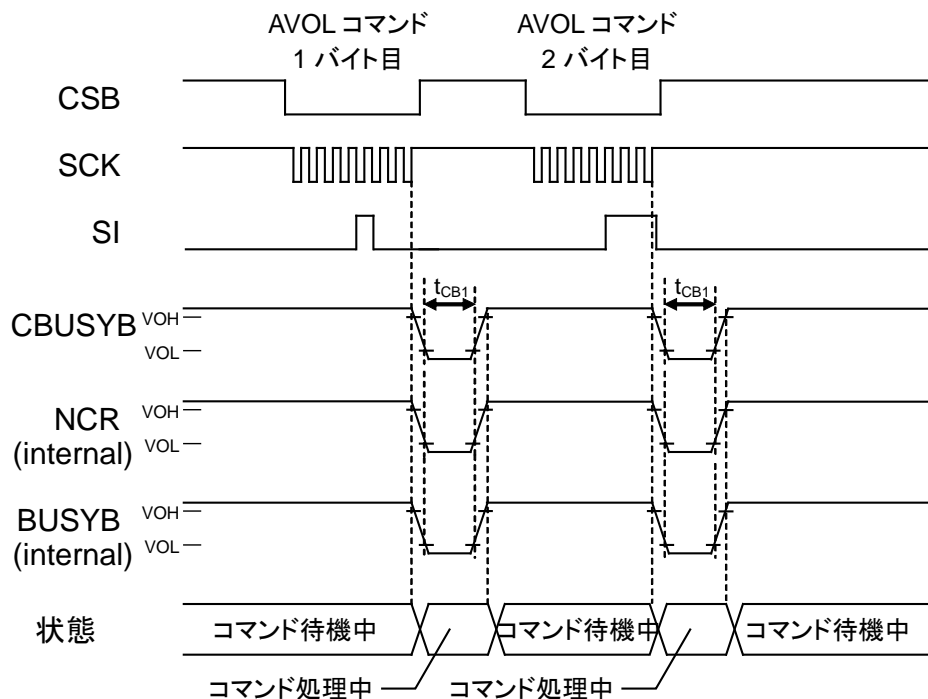 AVOL コマンド
1 バイト目
AVOL コマンド
2 バイト目
CSB
SCK
SI
tCB1
tCB1
CBUSYB
VOH
VOL
NCR
(internal)
VOH
VOL
BUSYB
(internal)
VOH
VOL
状態
コマンド待機中
コマンド待機中
コマンド待機中
コマンド処理中
コマンド処理中